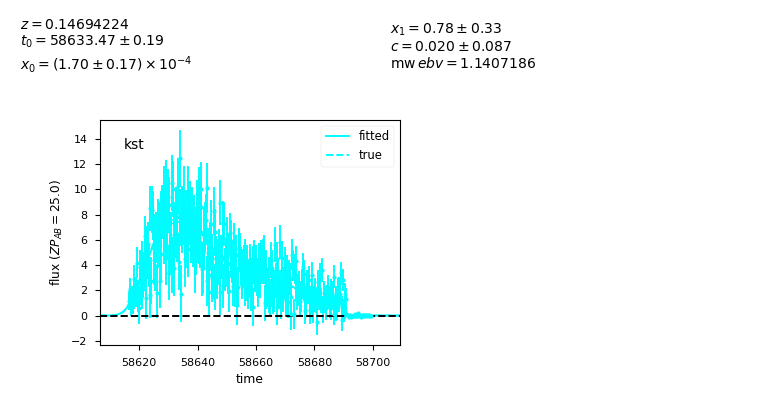 z = 0.14694224
t₀ = 58633.47 ± 0.19
x₀ = (1.70 ± 0.17) × 10⁻⁴
x₁ = 0.78 ± 0.33
c = 0.020 ± 0.087
mw ebv = 1.1407186
kst
fitted
true
14
12
10
8
6
4
2
0
−2
flux (ZP_AB = 25.0)
58620 58640 58660 58680 58700
time